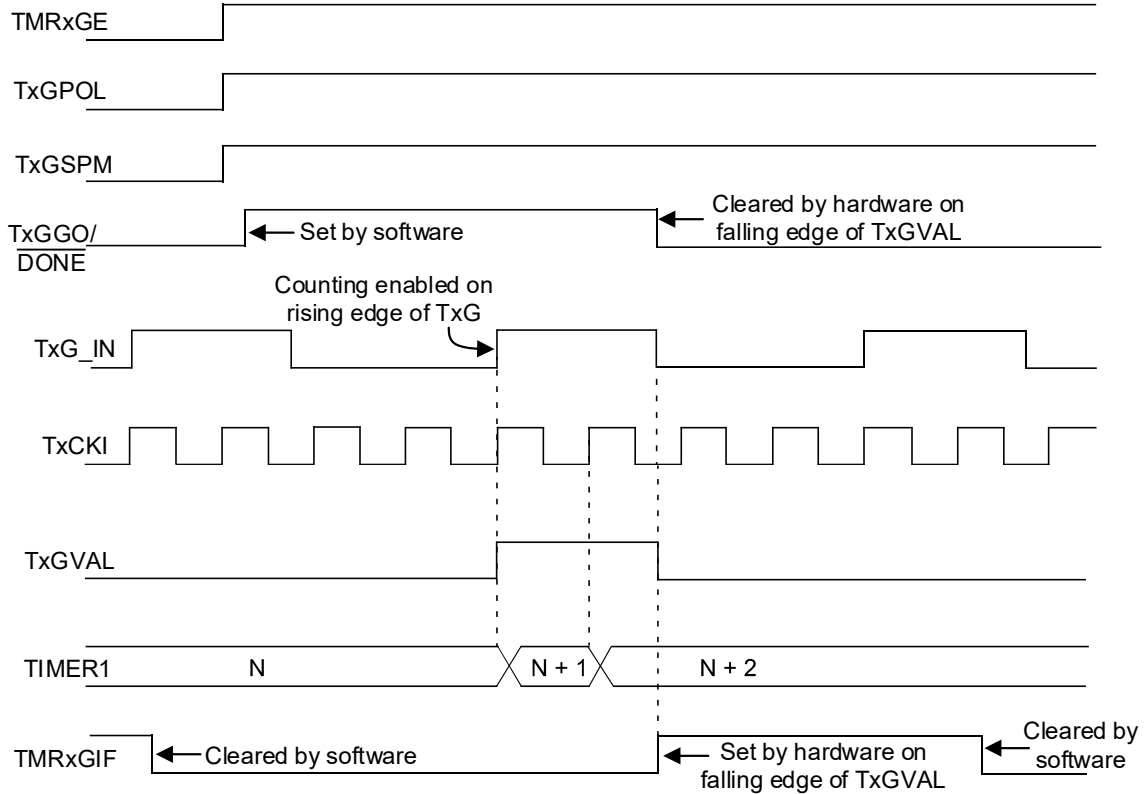 TMRxGE
TxGPOL
TxGSPM
TxGGO/
DONE
Set by software
Cleared by hardware on
falling edge of TxGVAL
Counting enabled on
rising edge of TxG
TxG_IN
TxCKI
TxGVAL
TIMER1
N
N + 1
N + 2
TMRxGIF
Cleared by software
Set by hardware on
falling edge of TxGVAL
Cleared by
software